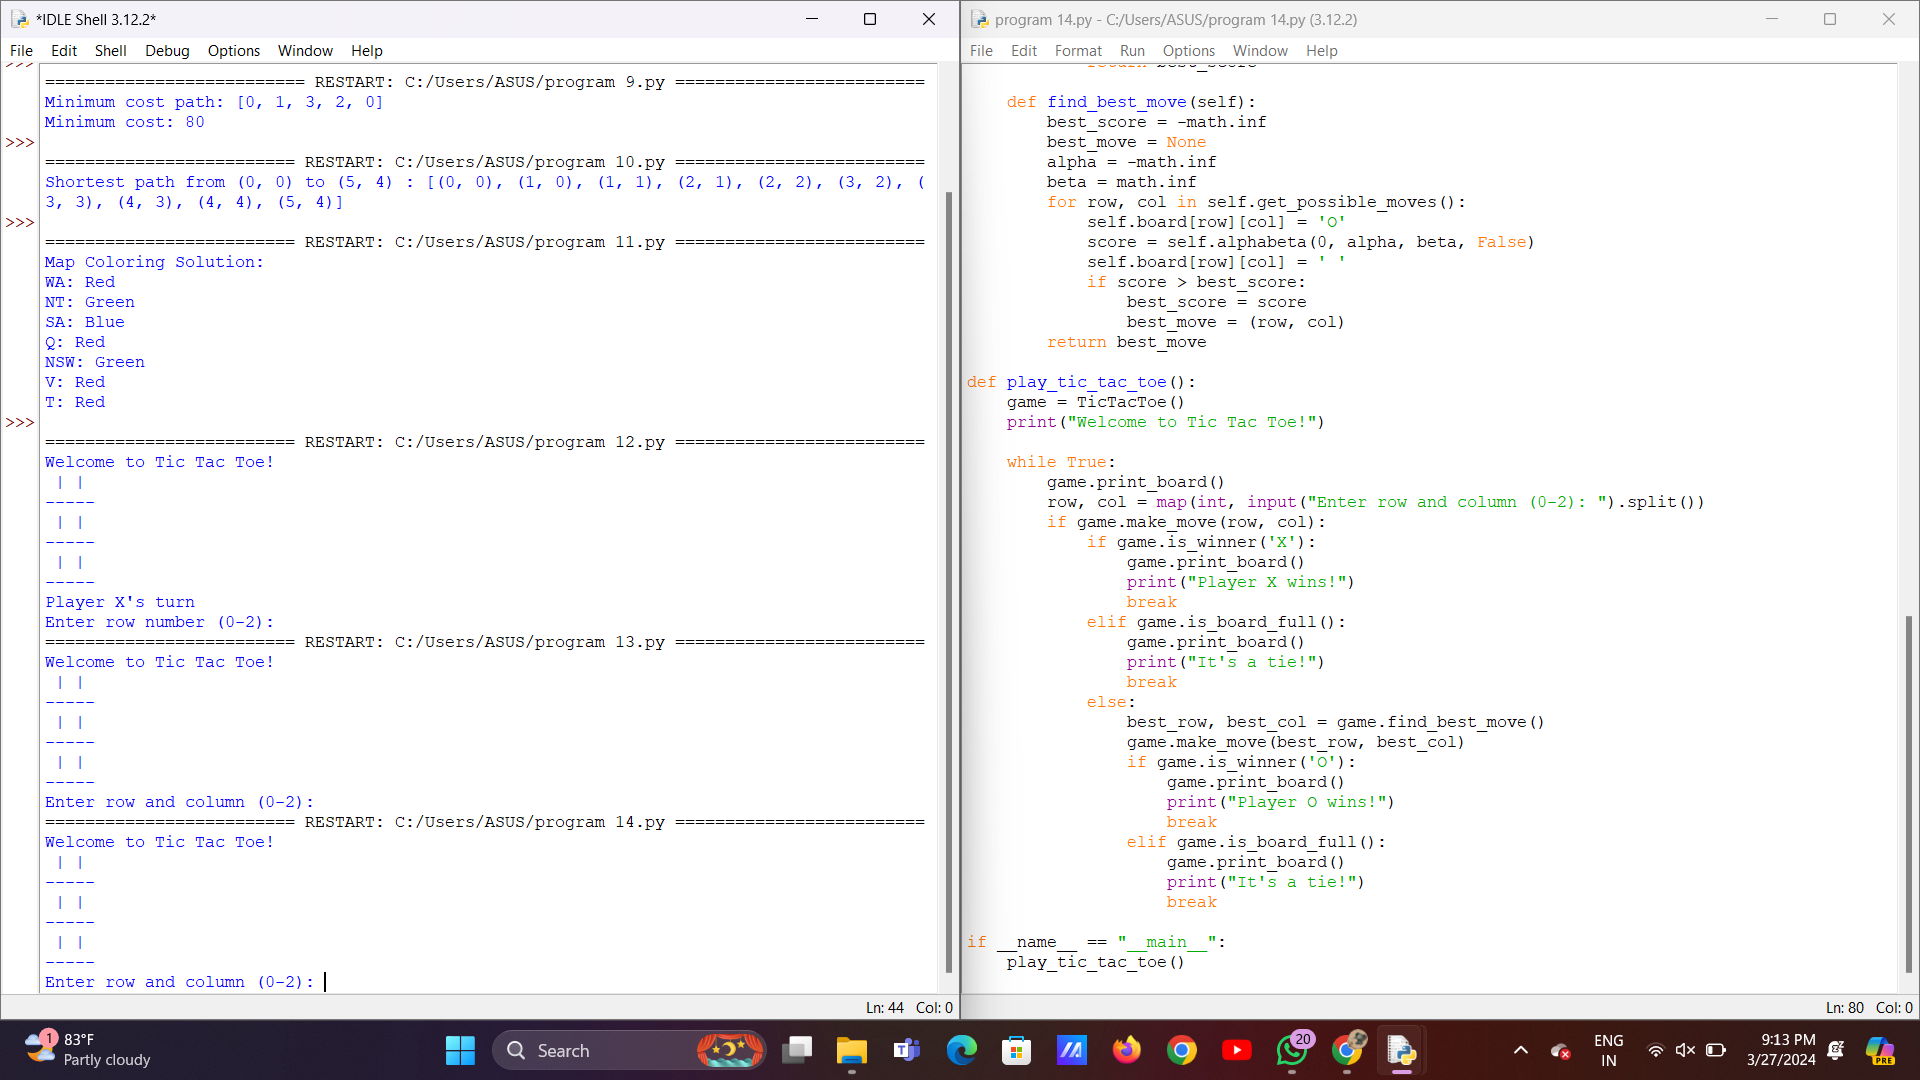 *IDLE Shell 3.12.2*
File Edit Shell Debug Options Window Help
>>>
========================== RESTART: C:/Users/ASUS/program 9.py =========================
Minimum cost path: [0, 1, 3, 2, 0]
Minimum cost: 80
>>>
========================= RESTART: C:/Users/ASUS/program 10.py =========================
Shortest path from (0, 0) to (5, 4) : [(0, 0), (1, 0), (1, 1), (2, 1), (2, 2), (3, 2), (
3, 3), (4, 3), (4, 4), (5, 4)]
>>>
========================= RESTART: C:/Users/ASUS/program 11.py =========================
Map Coloring Solution:
WA: Red
NT: Green
SA: Blue
Q: Red
NSW: Green
V: Red
T: Red
>>>
========================= RESTART: C:/Users/ASUS/program 12.py =========================
Welcome to Tic Tac Toe!
 | |
-----
 | |
-----
 | |
-----
Player X's turn
Enter row number (0-2):
========================= RESTART: C:/Users/ASUS/program 13.py =========================
Welcome to Tic Tac Toe!
 | |
-----
 | |
-----
 | |
-----
Enter row and column (0-2):
========================= RESTART: C:/Users/ASUS/program 14.py =========================
Welcome to Tic Tac Toe!
 | |
-----
 | |
-----
 | |
-----
Enter row and column (0-2):
Ln: 44 Col: 0
program 14.py - C:/Users/ASUS/program 14.py (3.12.2)
File Edit Format Run Options Window Help
            return best_score
    def find_best_move(self):
        best_score = -math.inf
        best_move = None
        alpha = -math.inf
        beta = math.inf
        for row, col in self.get_possible_moves():
            self.board[row][col] = 'O'
            score = self.alphabeta(0, alpha, beta, False)
            self.board[row][col] = ' '
            if score > best_score:
                best_score = score
                best_move = (row, col)
        return best_move
def play_tic_tac_toe():
    game = TicTacToe()
    print("Welcome to Tic Tac Toe!")
    while True:
        game.print_board()
        row, col = map(int, input("Enter row and column (0-2): ").split())
        if game.make_move(row, col):
            if game.is_winner('X'):
                game.print_board()
                print("Player X wins!")
                break
            elif game.is_board_full():
                game.print_board()
                print("It's a tie!")
                break
            else:
                best_row, best_col = game.find_best_move()
                game.make_move(best_row, best_col)
                if game.is_winner('O'):
                    game.print_board()
                    print("Player O wins!")
                    break
                elif game.is_board_full():
                    game.print_board()
                    print("It's a tie!")
                    break
if __name__ == "__main__":
    play_tic_tac_toe()
Ln: 80 Col: 0
1
83°F
Partly cloudy
Search
20
ENG
IN
9:13 PM
3/27/2024
PRE